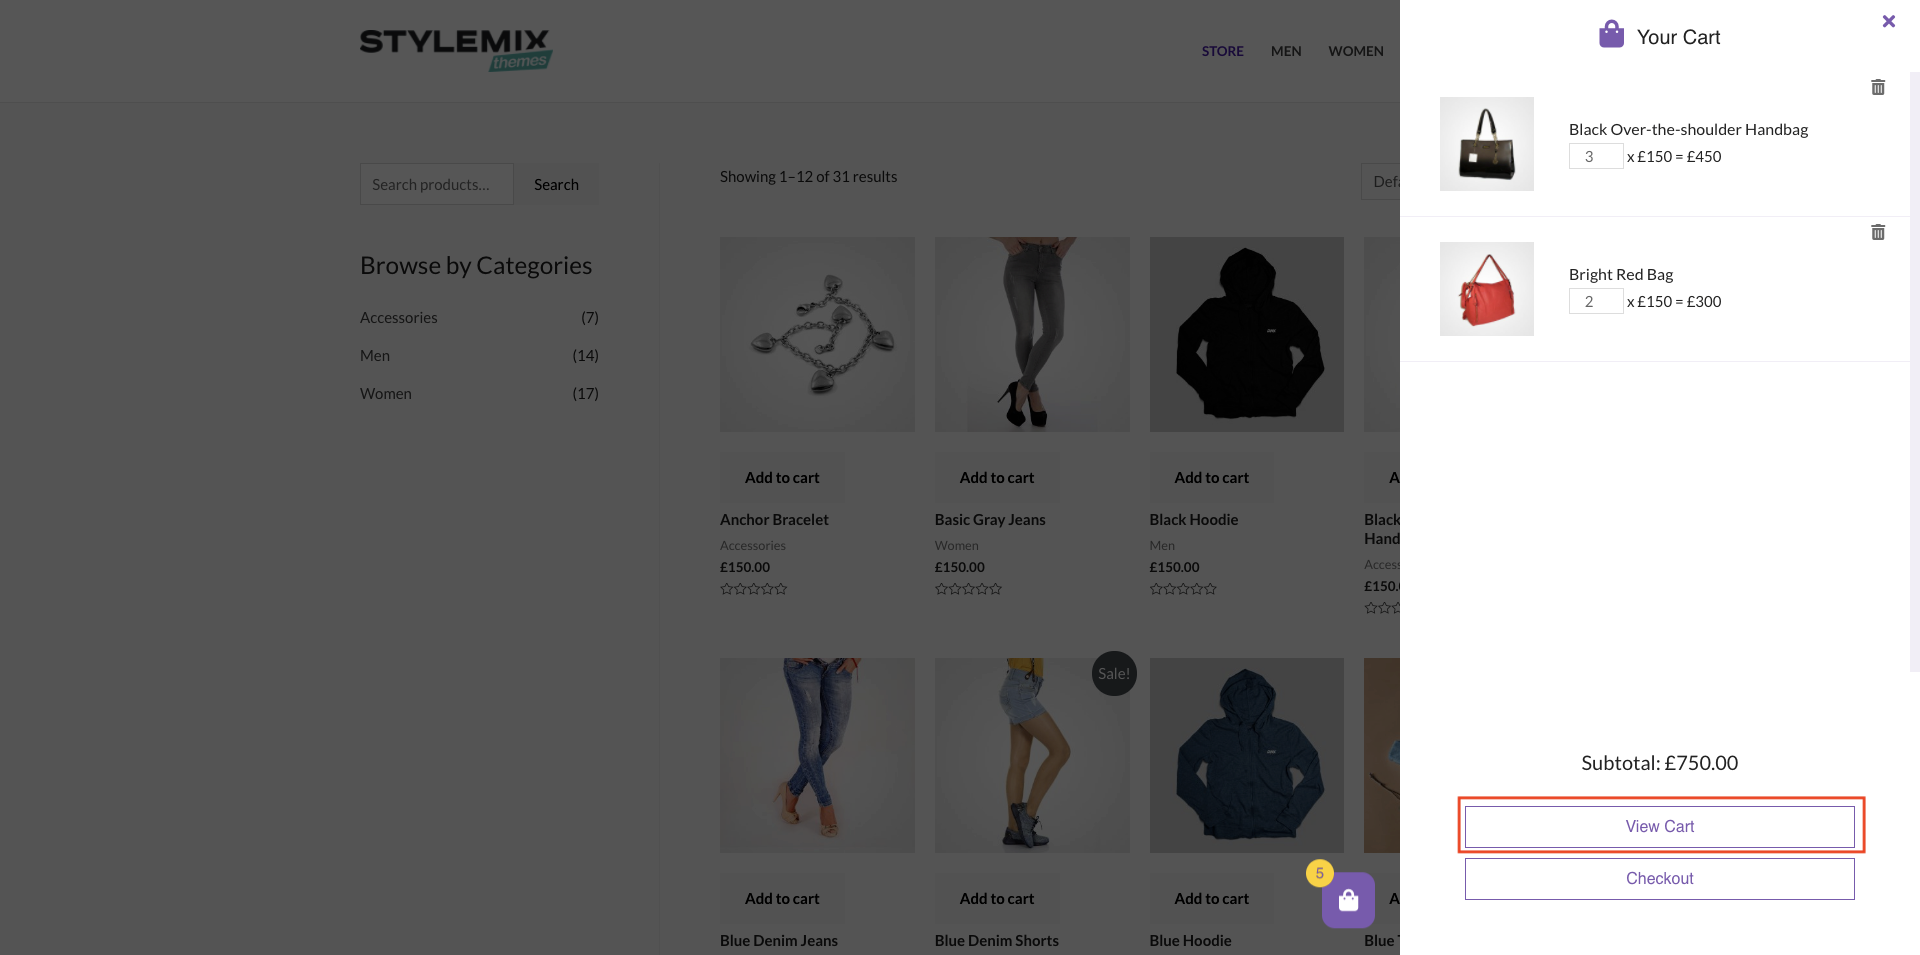 STYLEMIX
themes
STORE
MEN
WOMEN
Search products…
Search
Browse by Categories
Accessories (7)
Men (14)
Women (17)
Showing 1–12 of 31 results
Add to cart
Anchor Bracelet
Accessories
£150.00
Add to cart
Basic Gray Jeans
Women
£150.00
Add to cart
Black Hoodie
Men
£150.00
Black
Sale!
Add to cart
Blue Denim Jeans
Add to cart
Blue Denim Shorts
Add to cart
Blue Hoodie
Blue
5
Your Cart
Black Over-the-shoulder Handbag
3 x £150 = £450
Bright Red Bag
2 x £150 = £300
Subtotal: £750.00
View Cart
Checkout